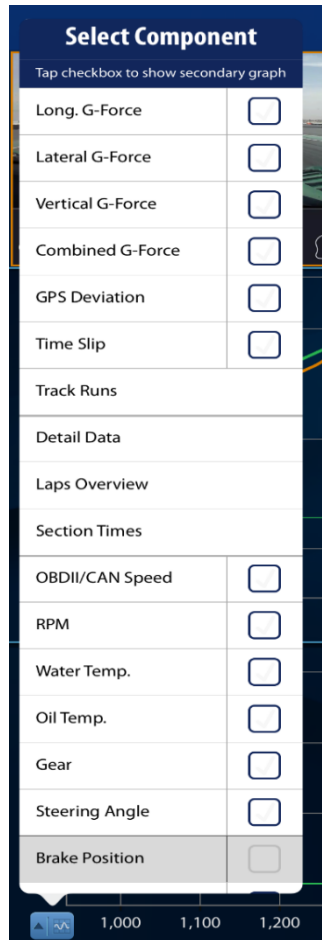 Select Component
Tap checkbox to show secondary graph
Long. G-Force
Lateral G-Force
Vertical G-Force
Combined G-Force
GPS Deviation
Time Slip
Track Runs
Detail Data
Laps Overview
Section Times
OBDII/CAN Speed
RPM
Water Temp.
Oil Temp.
Gear
Steering Angle
Brake Position
1,000 1,100 1,200